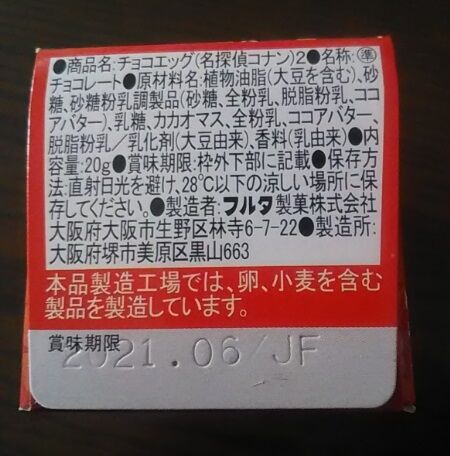 ●商品名:チョコエッグ(名探偵コナン)2●名称:㊟準
チョコレート●原材料名:植物油脂(大豆を含む)、砂
糖、砂糖粉乳調製品(砂糖、全粉乳、脱脂粉乳、ココ
アバター)、乳糖、カカオマス、全粉乳、ココアバター、
脱脂粉乳/乳化剤(大豆由来)、香料(乳由来)●内
容量:20g●賞味期限:枠外下部に記載●保存方
法:直射日光を避け、28℃以下の涼しい場所に保
存してください。●製造者:フルタ製菓株式会社
大阪府大阪市生野区林寺6-7-22●製造所:
大阪府堺市美原区黒山663
本品製造工場では、卵、小麦を含む
製品を製造しています。
賞味期限
2021.06/JF